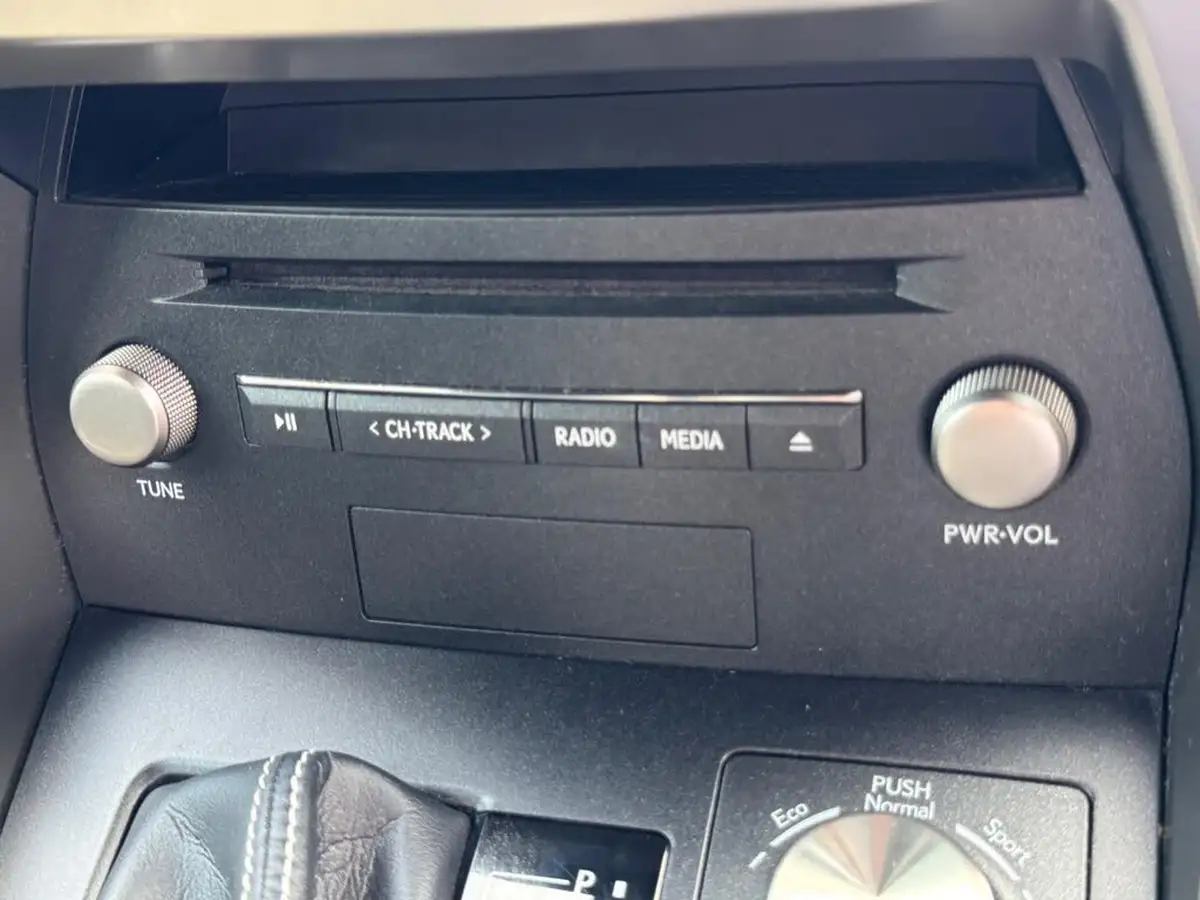 < CH·TRACK >
RADIO
MEDIA
TUNE
PWR·VOL
PUSH
Eco
Normal
Sport
P